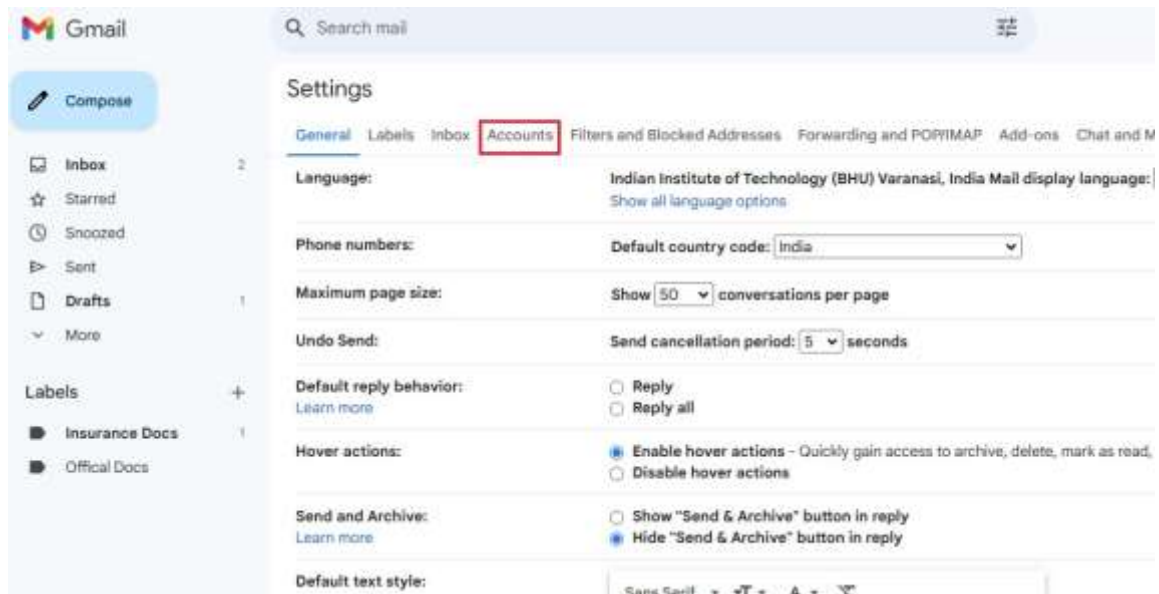 Gmail
Search mail
Compose
Inbox 2
Starred
Snoozed
Sent
Drafts 1
More
Labels +
Insurance Docs 1
Offical Docs
Settings
General Labels Inbox Accounts Filters and Blocked Addresses Forwarding and POP/IMAP Add-ons Chat and M
Language: Indian Institute of Technology (BHU) Varanasi, India Mail display language:
Show all language options
Phone numbers: Default country code: India
Maximum page size: Show 50 conversations per page
Undo Send: Send cancellation period: 5 seconds
Default reply behavior: Reply
Learn more Reply all
Hover actions: Enable hover actions - Quickly gain access to archive, delete, mark as read,
Disable hover actions
Send and Archive: Show "Send & Archive" button in reply
Learn more Hide "Send & Archive" button in reply
Default text style: Sans Serif